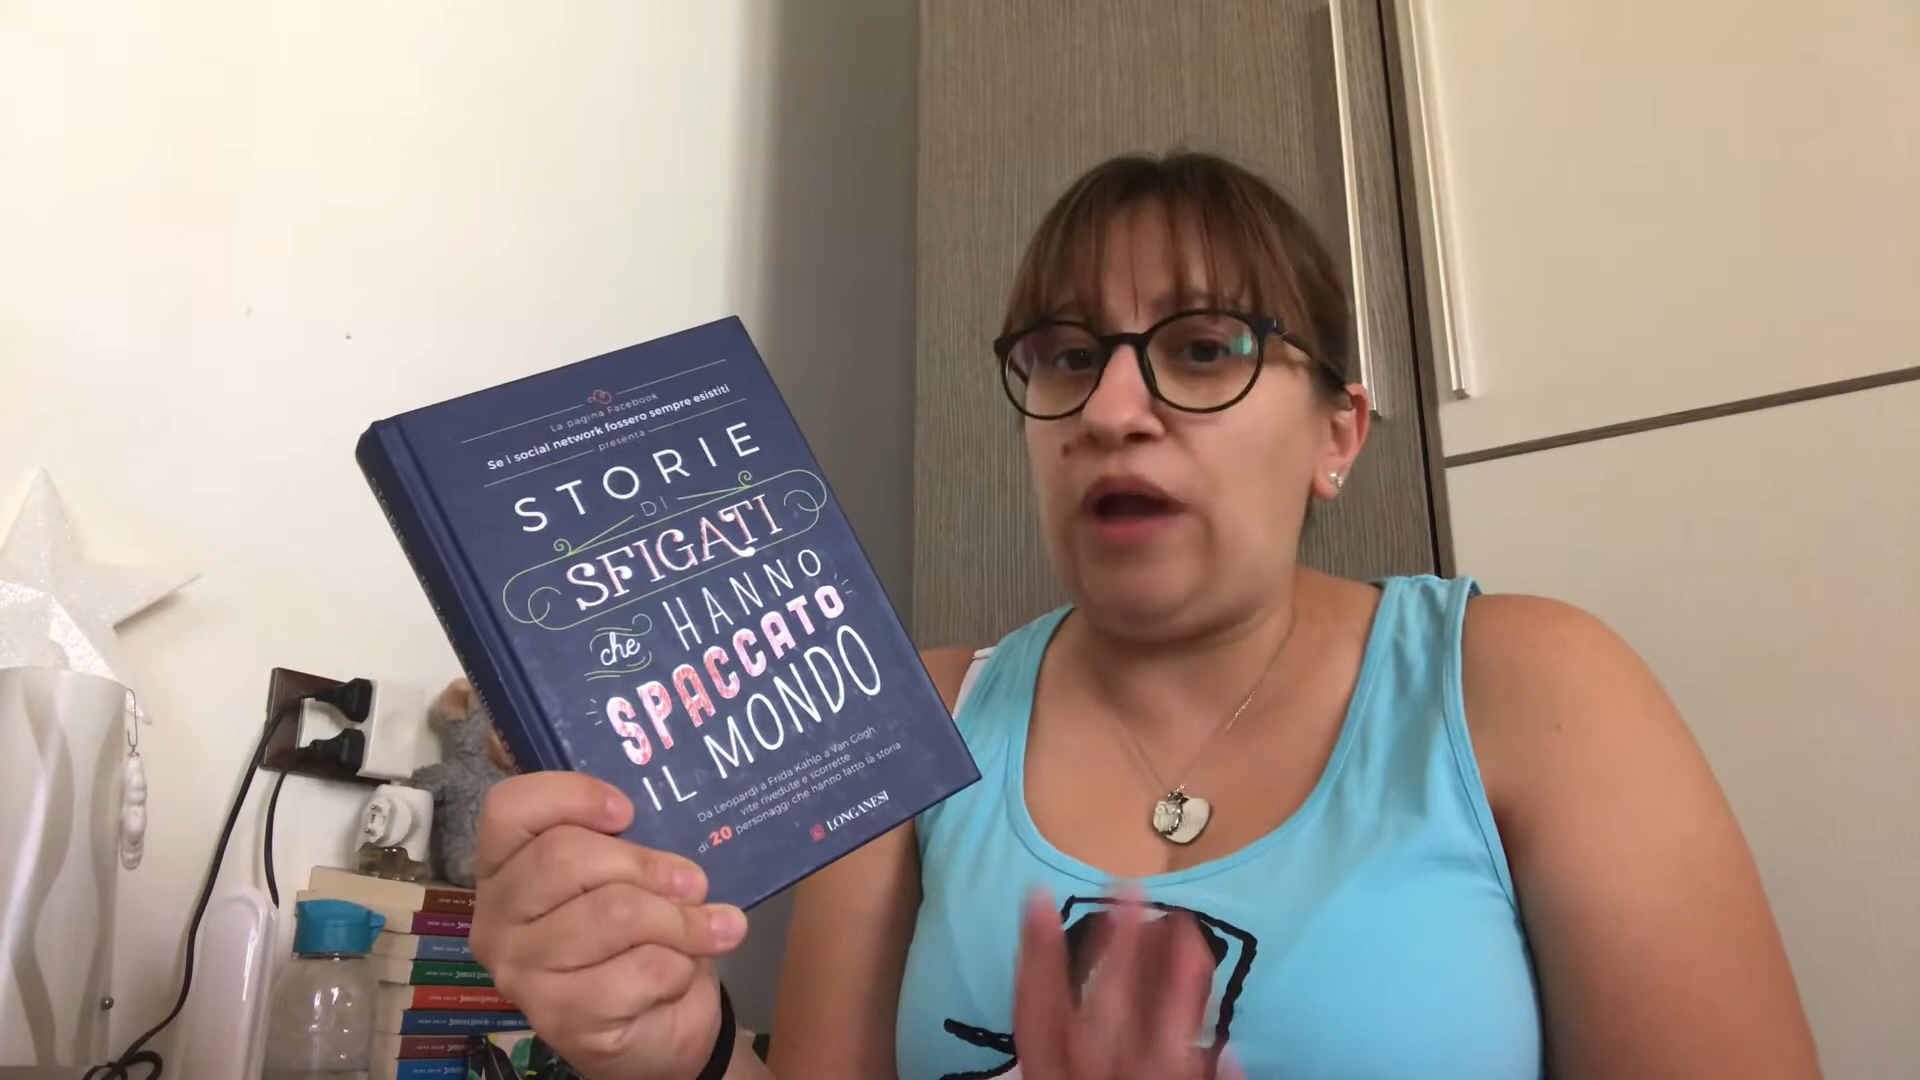 La pagina Facebook
Se i social network fossero sempre esistiti
presenta
STORIE
DI
SFIGATI
che HANNO
SPACCATO
IL MONDO
Da Leopardi a Frida Kahlo a Van Gogh,
vite rivedute e scorrette
di 20 personaggi che hanno fatto la storia
LONGANESI